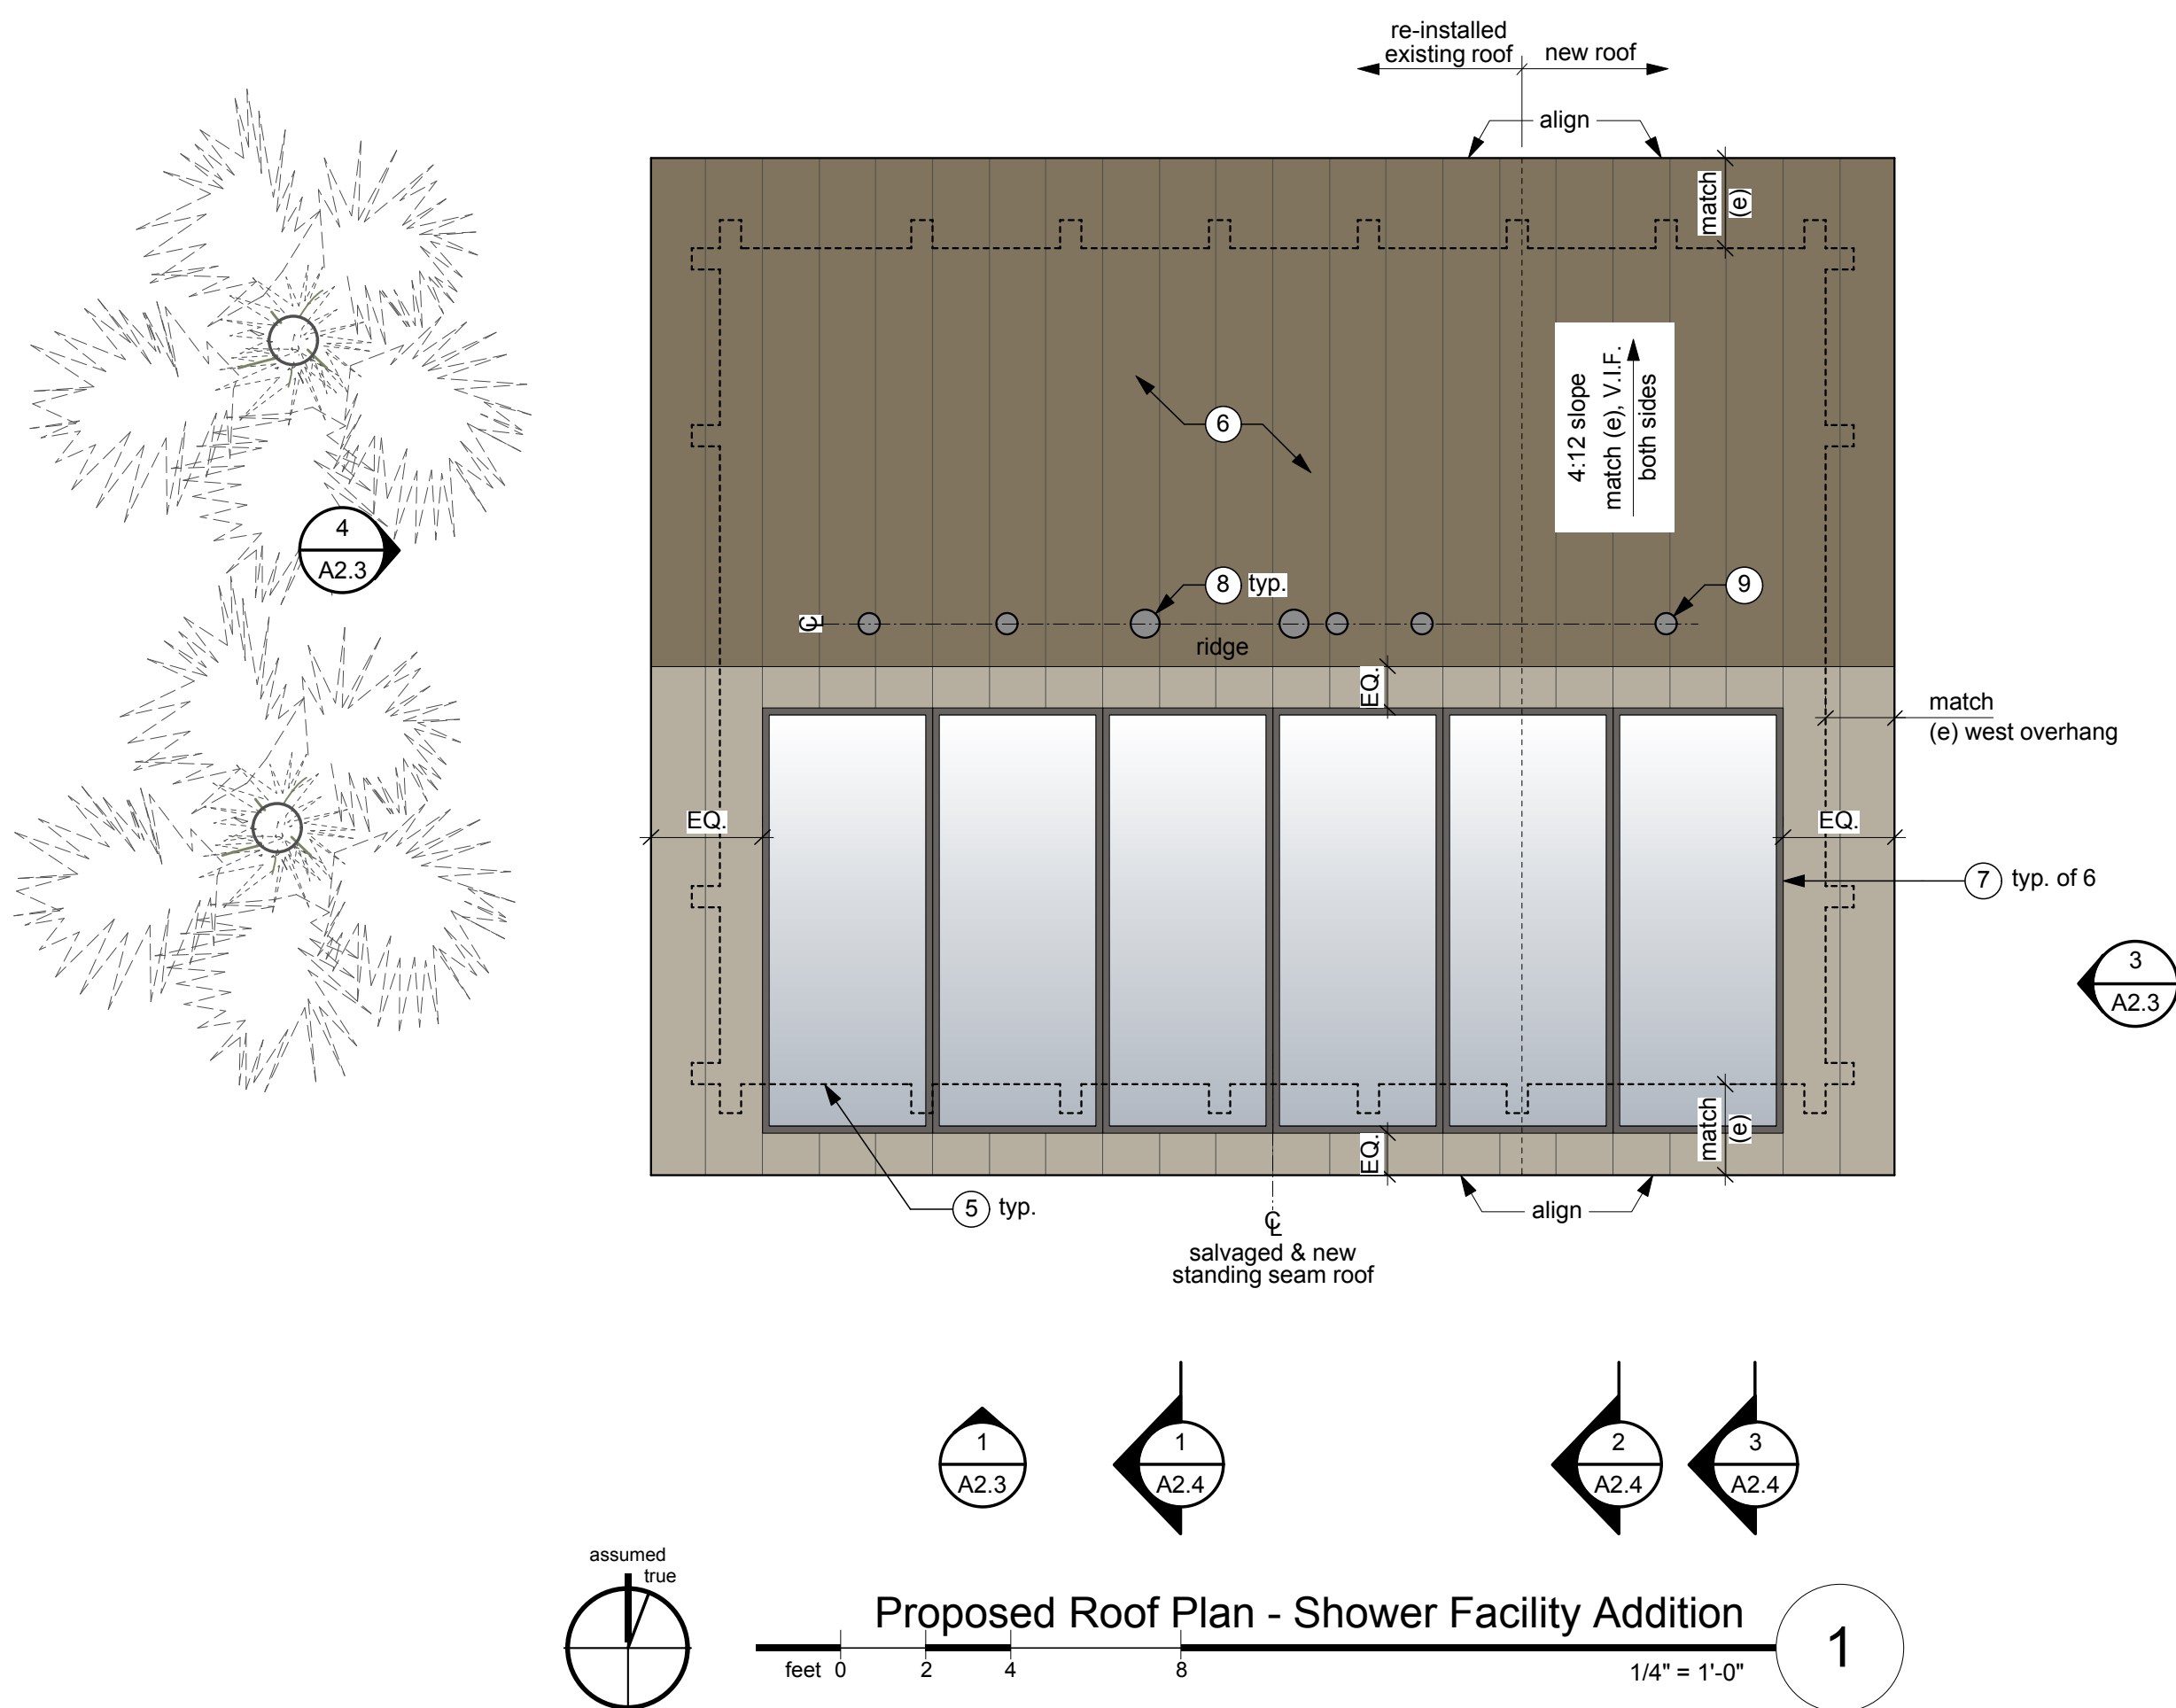 re-installed
existing roof
new roof
align
match
(e)
4:12 slope
match (e), V.I.F.
both sides
6
4
A2.3
8 typ.
9
CL
ridge
EQ.
match
(e) west overhang
EQ.
EQ.
7 typ. of 6
3
A2.3
match
(e)
EQ.
5 typ.
align
CL
salvaged & new
standing seam roof
1
A2.3
1
A2.4
2
A2.4
3
A2.4
assumed
true
Proposed Roof Plan - Shower Facility Addition
1
feet 0 2 4 8
1/4" = 1'-0"